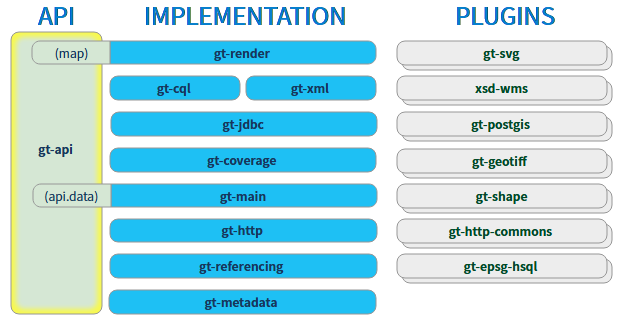 API IMPLEMENTATION PLUGINS
(map) gt-render gt-svg
gt-cql gt-xml xsd-wms
gt-jdbc gt-postgis
gt-api gt-coverage gt-geotiff
(api.data) gt-main gt-shape
gt-http gt-http-commons
gt-referencing gt-epsg-hsql
gt-metadata